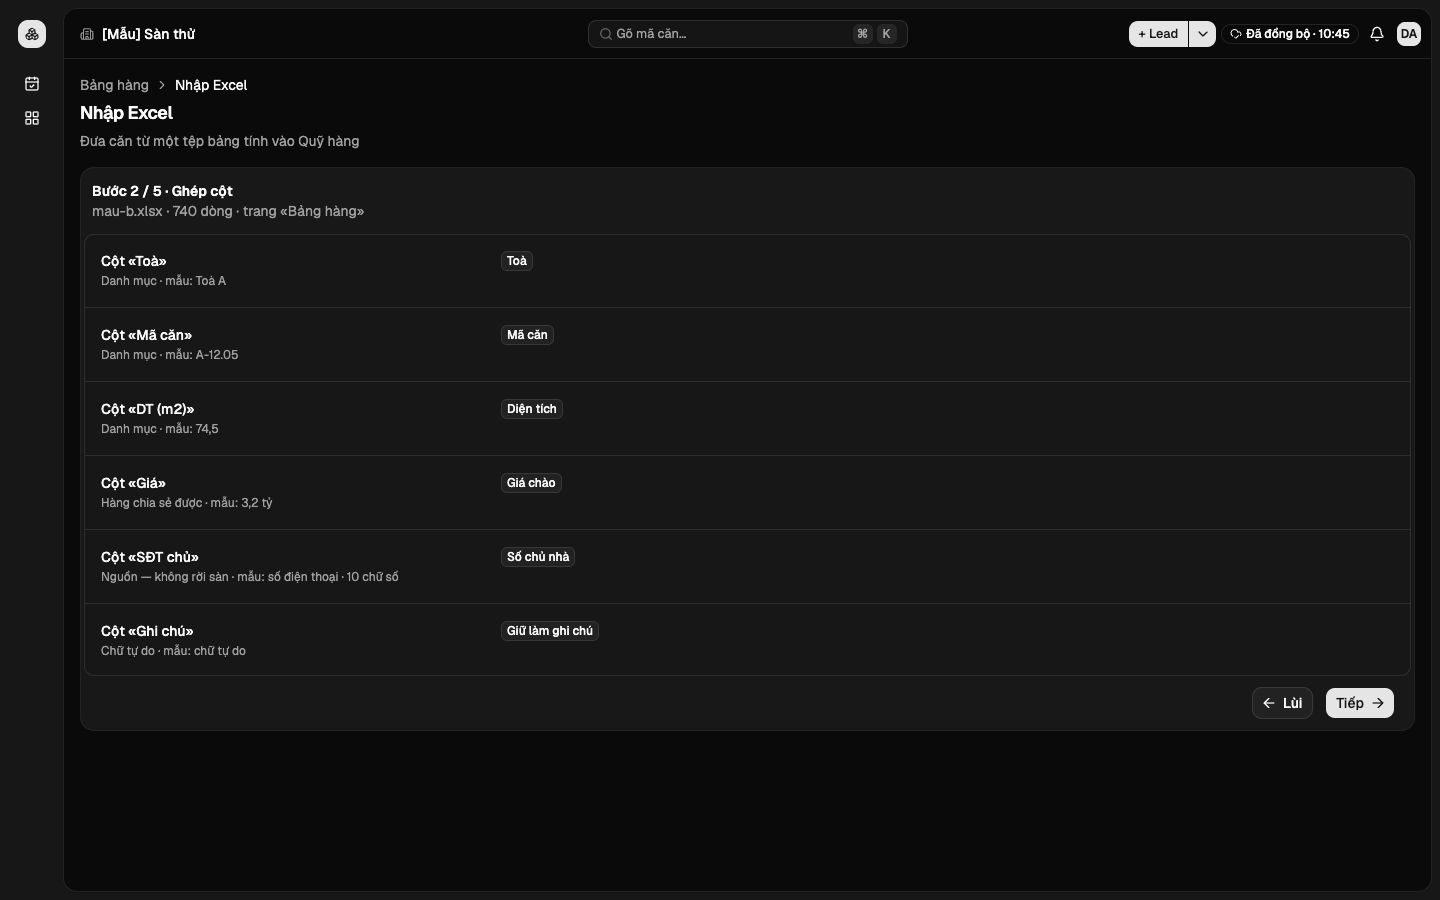 [Mẫu] Sàn thử
Gõ mã căn...
⌘ K
+ Lead
Đã đồng bộ · 10:45
DA
Bảng hàng > Nhập Excel
Nhập Excel
Đưa căn từ một tệp bảng tính vào Quỹ hàng
Bước 2 / 5 · Ghép cột
mau-b.xlsx · 740 dòng · trang «Bảng hàng»
Cột «Toà»
Toà
Danh mục · mẫu: Toà A
Cột «Mã căn»
Mã căn
Danh mục · mẫu: A-12.05
Cột «DT (m2)»
Diện tích
Danh mục · mẫu: 74,5
Cột «Giá»
Giá chào
Hàng chia sẻ được · mẫu: 3,2 tỷ
Cột «SĐT chủ»
Số chủ nhà
Nguồn — không rời sàn · mẫu: số điện thoại · 10 chữ số
Cột «Ghi chú»
Giữ làm ghi chú
Chữ tự do · mẫu: chữ tự do
← Lùi
Tiếp →